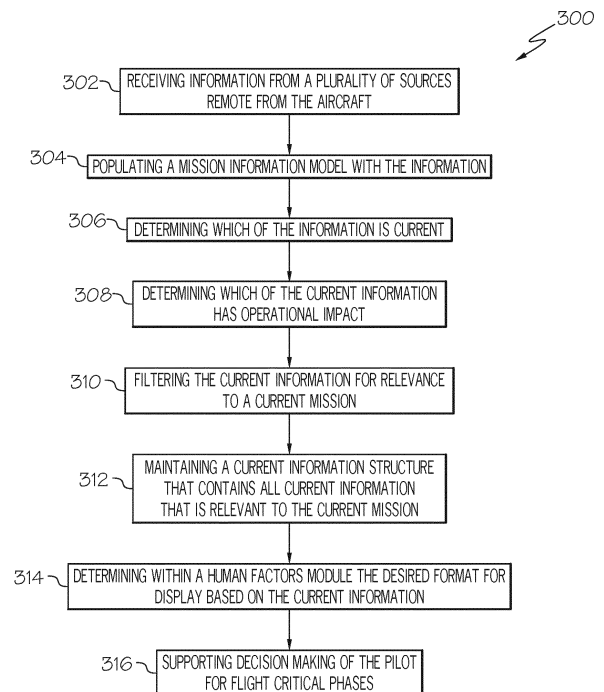 300
302
RECEIVING INFORMATION FROM A PLURALITY OF SOURCES
REMOTE FROM THE AIRCRAFT
304
POPULATING A MISSION INFORMATION MODEL WITH THE INFORMATION
306
DETERMINING WHICH OF THE INFORMATION IS CURRENT
308
DETERMINING WHICH OF THE CURRENT INFORMATION
HAS OPERATIONAL IMPACT
310
FILTERING THE CURRENT INFORMATION FOR RELEVANCE
TO A CURRENT MISSION
312
MAINTAINING A CURRENT INFORMATION STRUCTURE
THAT CONTAINS ALL CURRENT INFORMATION
THAT IS RELEVANT TO THE CURRENT MISSION
314
DETERMINING WITHIN A HUMAN FACTORS MODULE THE DESIRED FORMAT FOR
DISPLAY BASED ON THE CURRENT INFORMATION
316
SUPPORTING DECISION MAKING OF THE PILOT
FOR FLIGHT CRITICAL PHASES